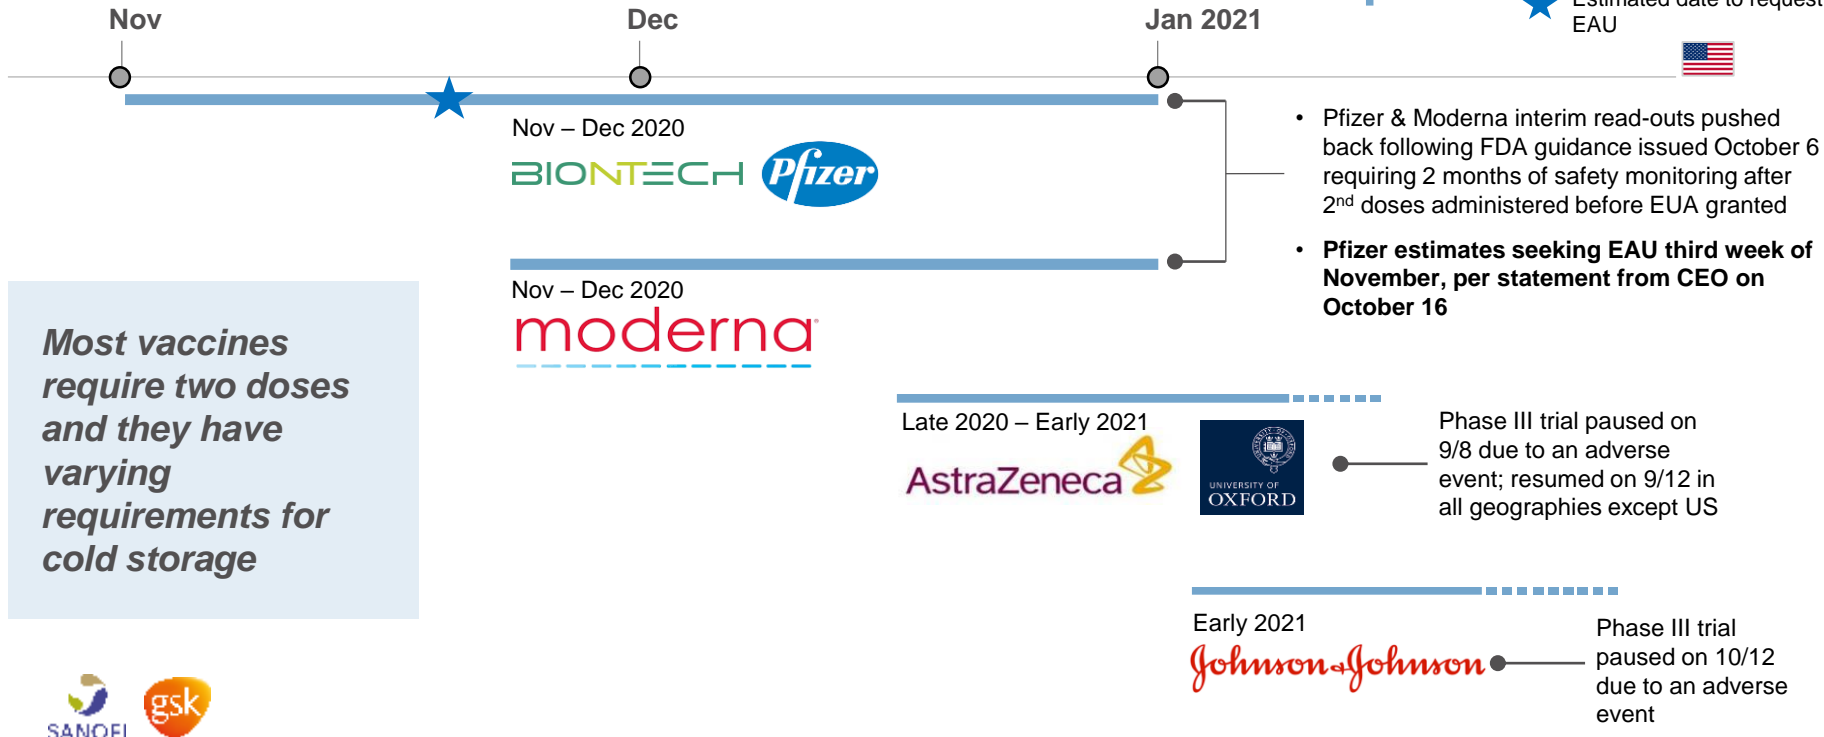 Nov
Dec
Jan 2021
Estimated date to request
EAU
Nov – Dec 2020
BIONTECH
Pfizer
• Pfizer & Moderna interim read-outs pushed
back following FDA guidance issued October 6
requiring 2 months of safety monitoring after
2nd doses administered before EUA granted
• Pfizer estimates seeking EAU third week of
November, per statement from CEO on
October 16
Nov – Dec 2020
moderna
Most vaccines
require two doses
and they have
varying
requirements for
cold storage
Late 2020 – Early 2021
AstraZeneca
UNIVERSITY OF
OXFORD
Phase III trial paused on
9/8 due to an adverse
event; resumed on 9/12 in
all geographies except US
Early 2021
Johnson & Johnson
Phase III trial
paused on 10/12
due to an adverse
event
SANOFI
gsk